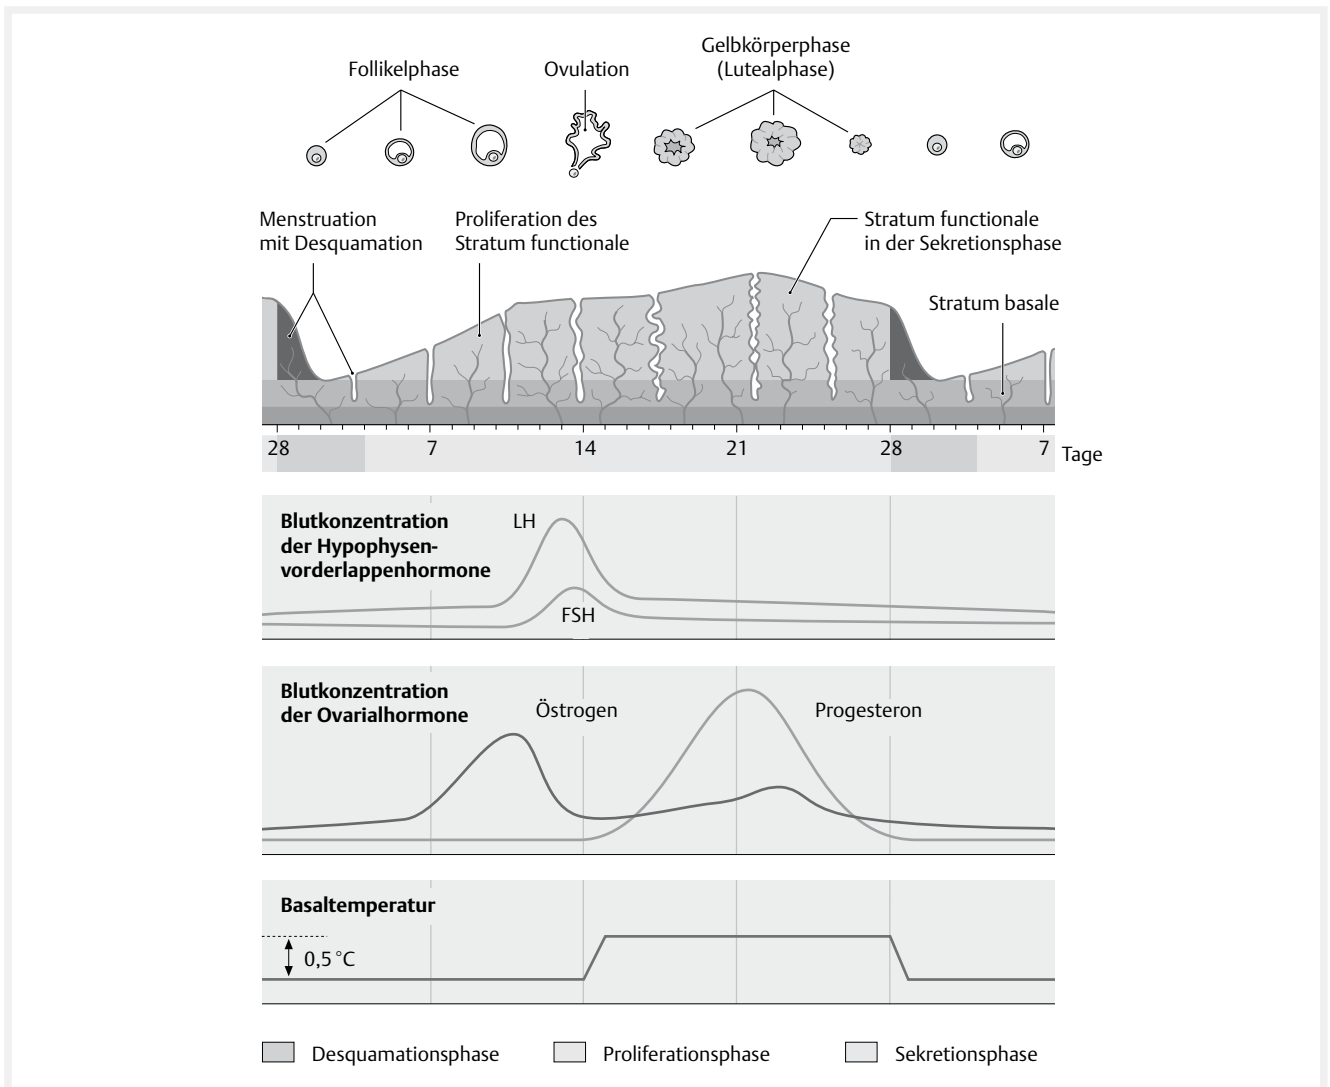 Follikelphase
Ovulation
Gelbkörperphase
(Lutealphase)
Menstruation
mit Desquamation
Proliferation des
Stratum functionale
Stratum functionale
in der Sekretionsphase
Stratum basale
28 7 14 21 28 7 Tage
Blutkonzentration
der Hypophysen-
vorderlappenhormone
LH
FSH
Blutkonzentration
der Ovarialhormone
Östrogen
Progesteron
Basaltemperatur
0,5 °C
Desquamationsphase
Proliferationsphase
Sekretionsphase